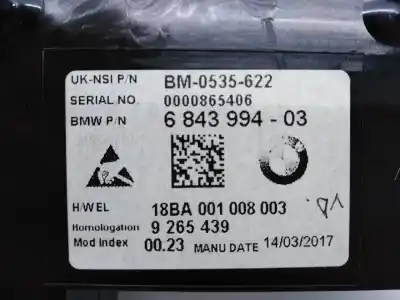 UK-NSI P/N BM-0535-622
SERIAL NO. 0000865406
BMW P/N 6 843 994 - 03
H/WEL 18BA 001 008 003
Homologation 9 265 439
Mod Index 00.23 MANU DATE 14/03/2017